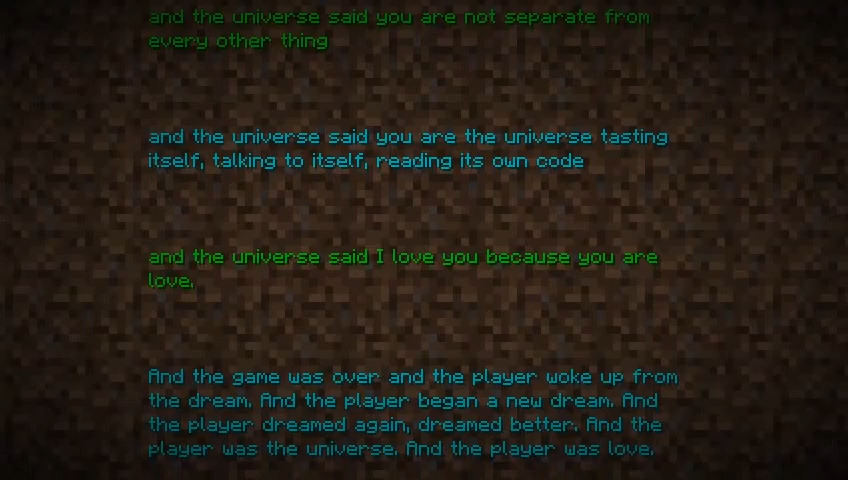 and the universe said you are not separate from
every other thing
and the universe said you are the universe tasting
itself, talking to itself, reading its own code
and the universe said I love you because you are
love.
And the game was over and the player woke up from
the dream. And the player began a new dream. And
the player dreamed again, dreamed better. And the
player was the universe. And the player was love.